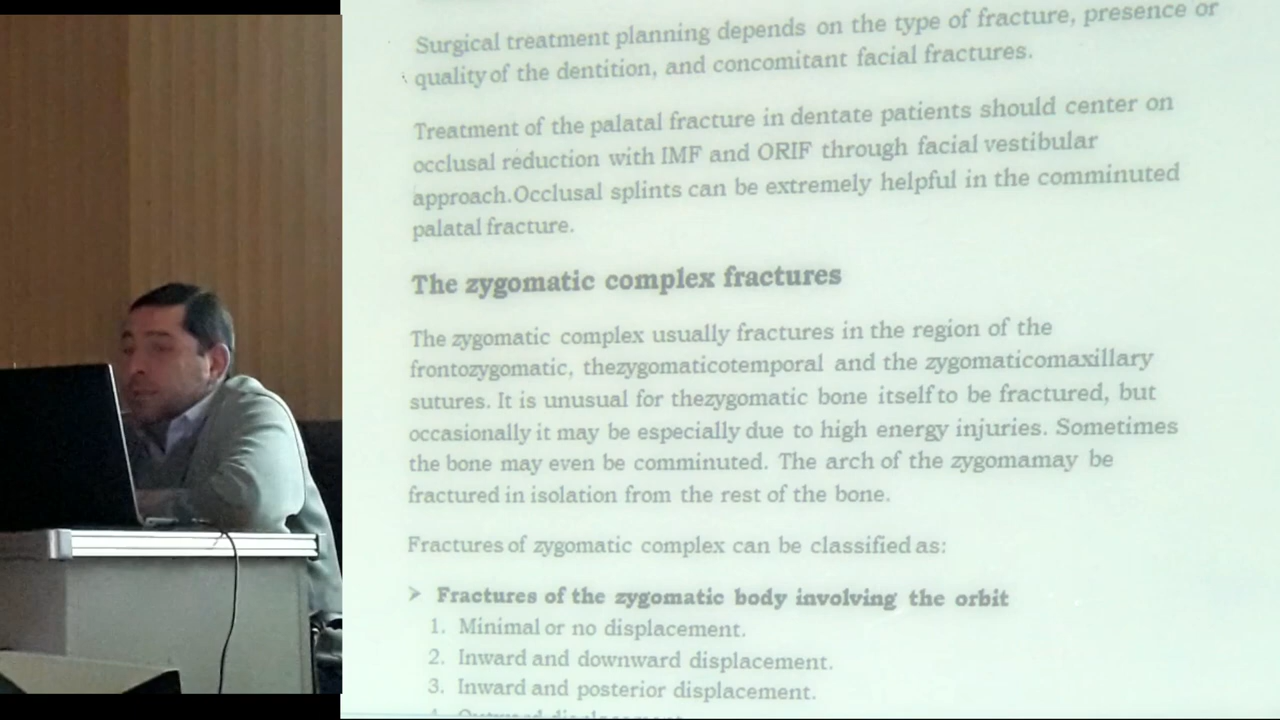 Surgical treatment planning depends on the type of fracture, presence or
quality of the dentition, and concomitant facial fractures.
Treatment of the palatal fracture in dentate patients should center on
occlusal reduction with IMF and ORIF through facial vestibular
approach.Occlusal splints can be extremely helpful in the comminuted
palatal fracture.
The zygomatic complex fractures
The zygomatic complex usually fractures in the region of the
frontozygomatic, thezygomaticotemporal and the zygomaticomaxillary
sutures. It is unusual for thezygomatic bone itself to be fractured, but
occasionally it may be especially due to high energy injuries. Sometimes
the bone may even be comminuted. The arch of the zygomamay be
fractured in isolation from the rest of the bone.
Fractures of zygomatic complex can be classified as:
➤ Fractures of the zygomatic body involving the orbit
1. Minimal or no displacement.
2. Inward and downward displacement.
3. Inward and posterior displacement.
4. Outward displacement.